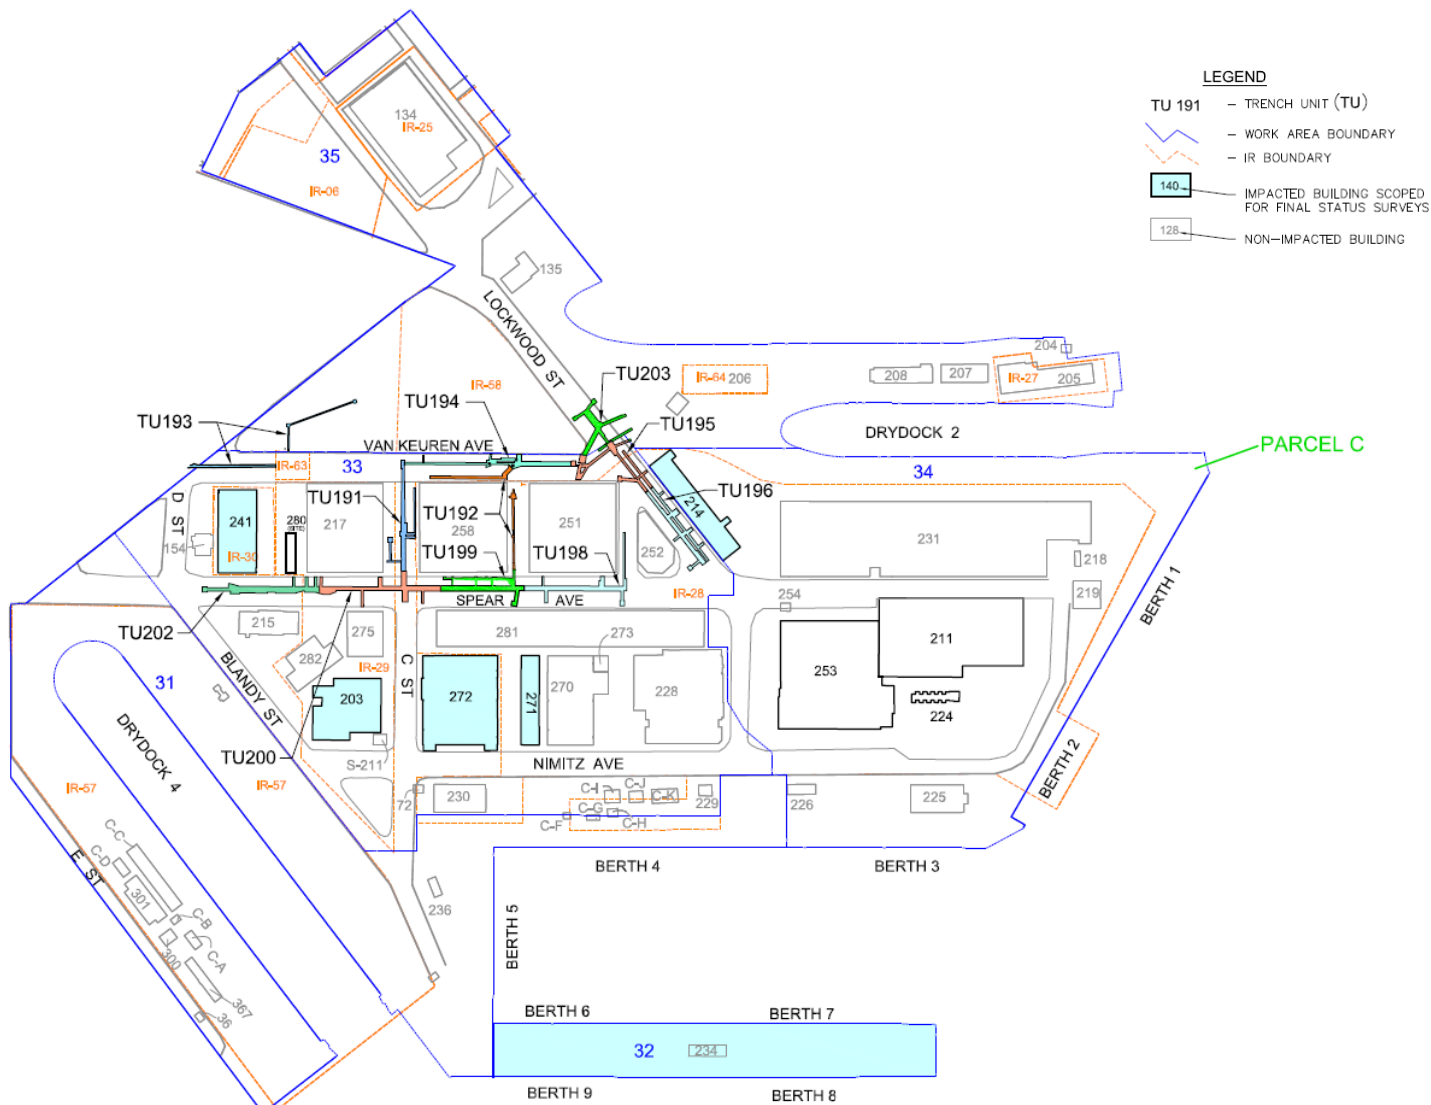 LEGEND
TU 191 – TRENCH UNIT (TU)
– WORK AREA BOUNDARY
– IR BOUNDARY
140 IMPACTED BUILDING SCOPED
FOR FINAL STATUS SURVEYS
128 NON-IMPACTED BUILDING
134
IR-25
35
IR-06
135
LOCKWOOD ST
204
208
207
IR-27
205
IR-64
206
TU203
IR-58
TU194
TU193
TU195
DRYDOCK 2
PARCEL C
VAN KEUREN AVE
IR-63
33
34
TU196
214
D ST
241
280
217
TU191
TU192
258
251
252
231
218
219
154
IR-30
TU199
TU198
SPEAR AVE
IR-28
254
BERTH 1
TU202
215
275
281
273
211
282
IR-29
C ST
BLANDY ST
203
272
271
270
228
253
224
31
DRYDOCK 4
TU200
S-211
NIMITZ AVE
BERTH 2
IR-57
IR-57
72
230
C-I
C-J
C-K
229
226
225
C-G
C-F
C-H
BERTH 4
BERTH 3
C-C
C-D
E ST
301
C-B
C-A
300
367
36
236
BERTH 5
BERTH 6
BERTH 7
32
234
BERTH 9
BERTH 8